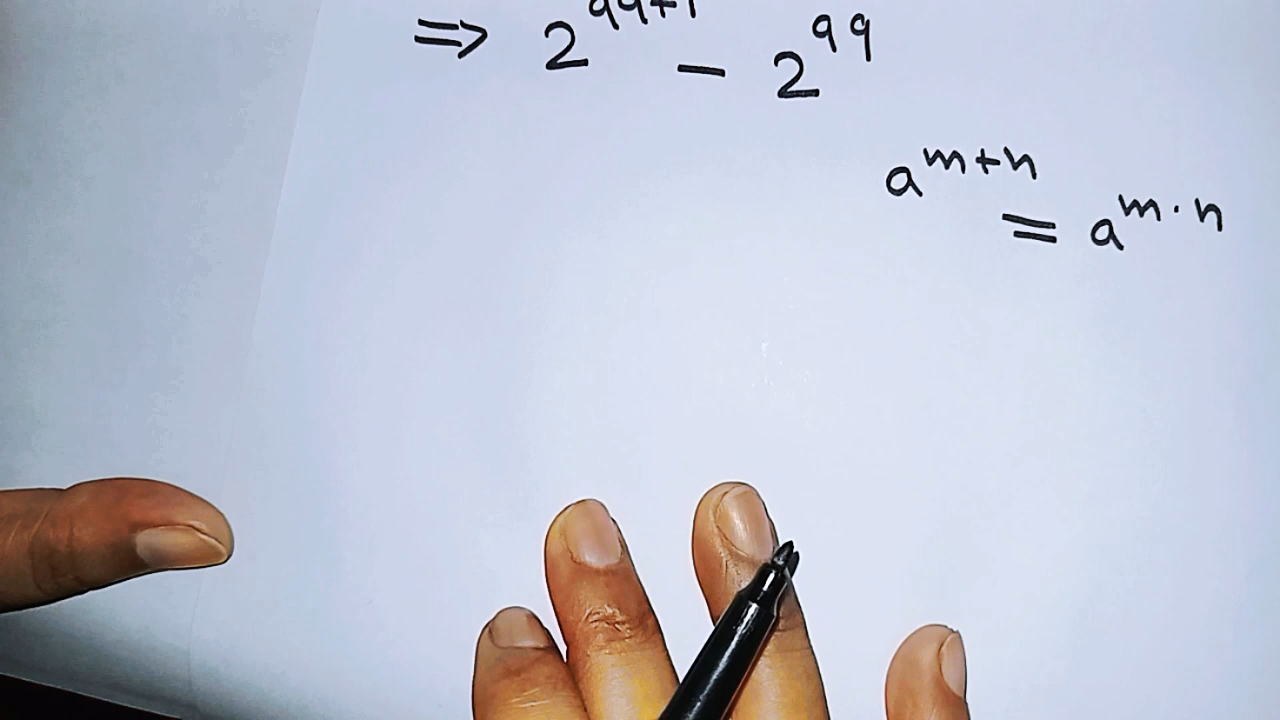 ⇒ 2^{99+1} - 2^{99}
a^{m+n}
= a^{m·n}